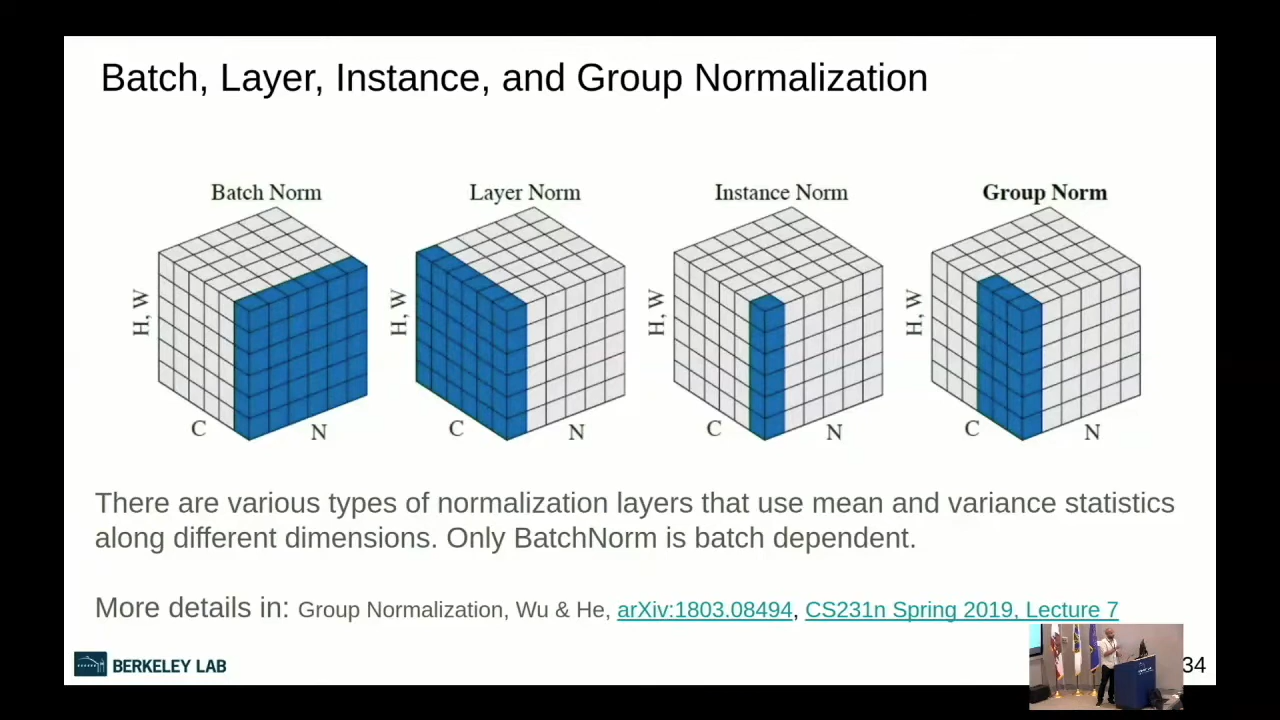 Batch, Layer, Instance, and Group Normalization
Batch Norm
Layer Norm
Instance Norm
Group Norm
H, W
C
N
H, W
C
N
H, W
C
N
H, W
C
N
There are various types of normalization layers that use mean and variance statistics
along different dimensions. Only BatchNorm is batch dependent.
More details in: Group Normalization, Wu & He, arXiv:1803.08494, CS231n Spring 2019, Lecture 7
BERKELEY LAB
34